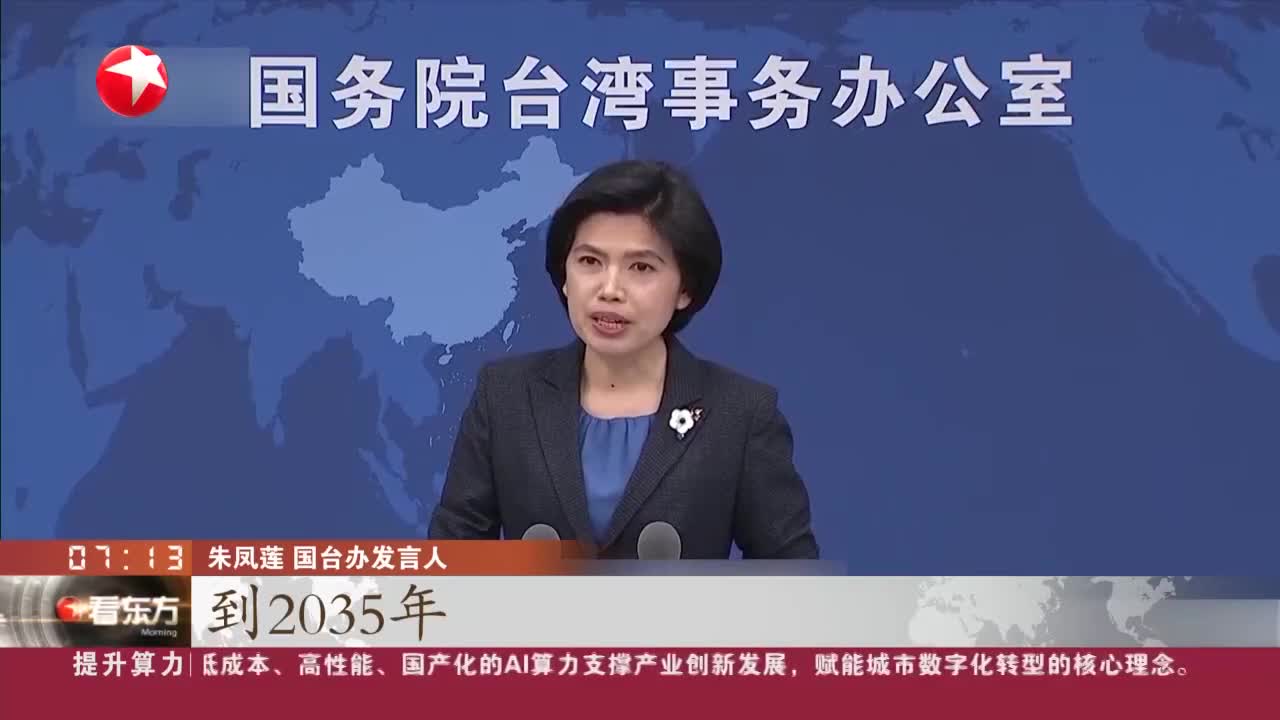 国务院台湾事务办公室
07:13
朱凤莲 国台办发言人
看东方
Morning
到2035年
提升算力
低成本、高性能、国产化的AI算力支撑产业创新发展，赋能城市数字化转型的核心理念。